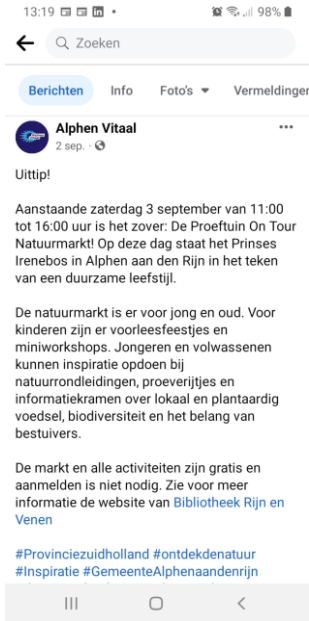 13:19
98%
Zoeken
Berichten Info Foto's Vermeldingen
Alphen Vitaal
2 sep.
Uittip!
Aanstaande zaterdag 3 september van 11:00
tot 16:00 uur is het zover: De Proeftuin On Tour
Natuurmarkt! Op deze dag staat het Prinses
Irenebos in Alphen aan den Rijn in het teken
van een duurzame leefstijl.
De natuurmarkt is er voor jong en oud. Voor
kinderen zijn er voorleesfeestjes en
miniworkshops. Jongeren en volwassenen
kunnen inspiratie opdoen bij
natuurrondleidingen, proeverijtjes en
informatiekramen over lokaal en plantaardig
voedsel, biodiversiteit en het belang van
bestuivers.
De markt en alle activiteiten zijn gratis en
aanmelden is niet nodig. Zie voor meer
informatie de website van Bibliotheek Rijn en
Venen
#Provinciezuidholland #ontdekdenatuur
#Inspiratie #GemeenteAlphenaandenrijn